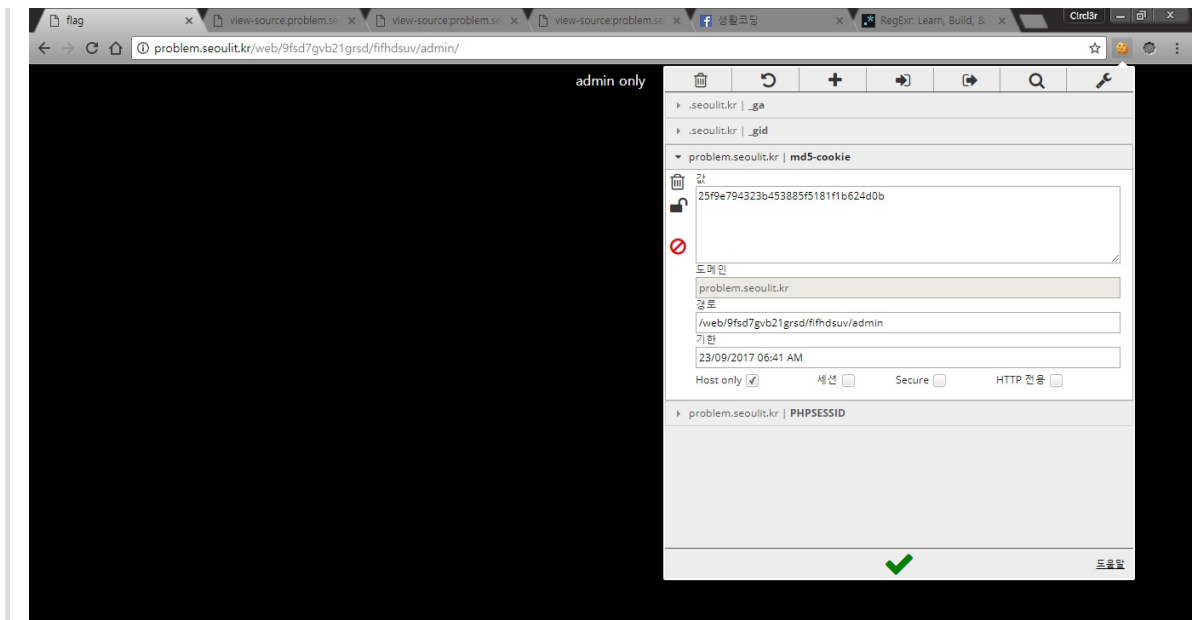 flag
view-source:problem.se
view-source:problem.se
view-source:problem.se
생활코딩
RegExr: Learn, Build, &
C!rcl3r
problem.seoulit.kr/web/9fsd7gvb21grsd/fifhdsuv/admin/
admin only
.seoulit.kr | _ga
.seoulit.kr | _gid
problem.seoulit.kr | md5-cookie
값
25f9e794323b453885f5181f1b624d0b
도메인
problem.seoulit.kr
경로
/web/9fsd7gvb21grsd/fifhdsuv/admin
기한
23/09/2017 06:41 AM
Host only 세션 Secure HTTP 전용
problem.seoulit.kr | PHPSESSID
도움말